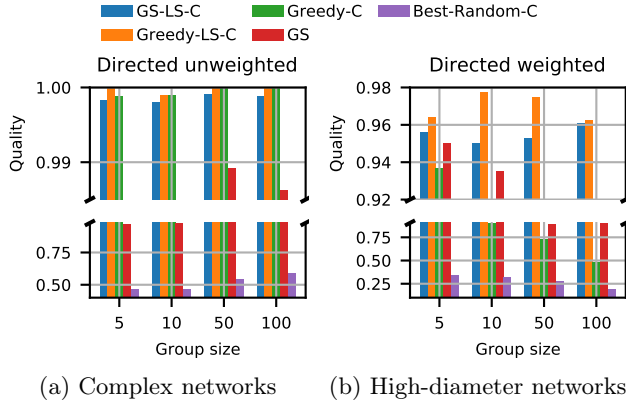 GS-LS-C Greedy-C Best-Random-C
Greedy-LS-C GS
Directed unweighted Directed weighted
1.00
0.99
0.75
0.50
Quality
5 10 50 100
Group size
0.98
0.96
0.94
0.92
0.75
0.50
0.25
Quality
5 10 50 100
Group size
(a) Complex networks (b) High-diameter networks